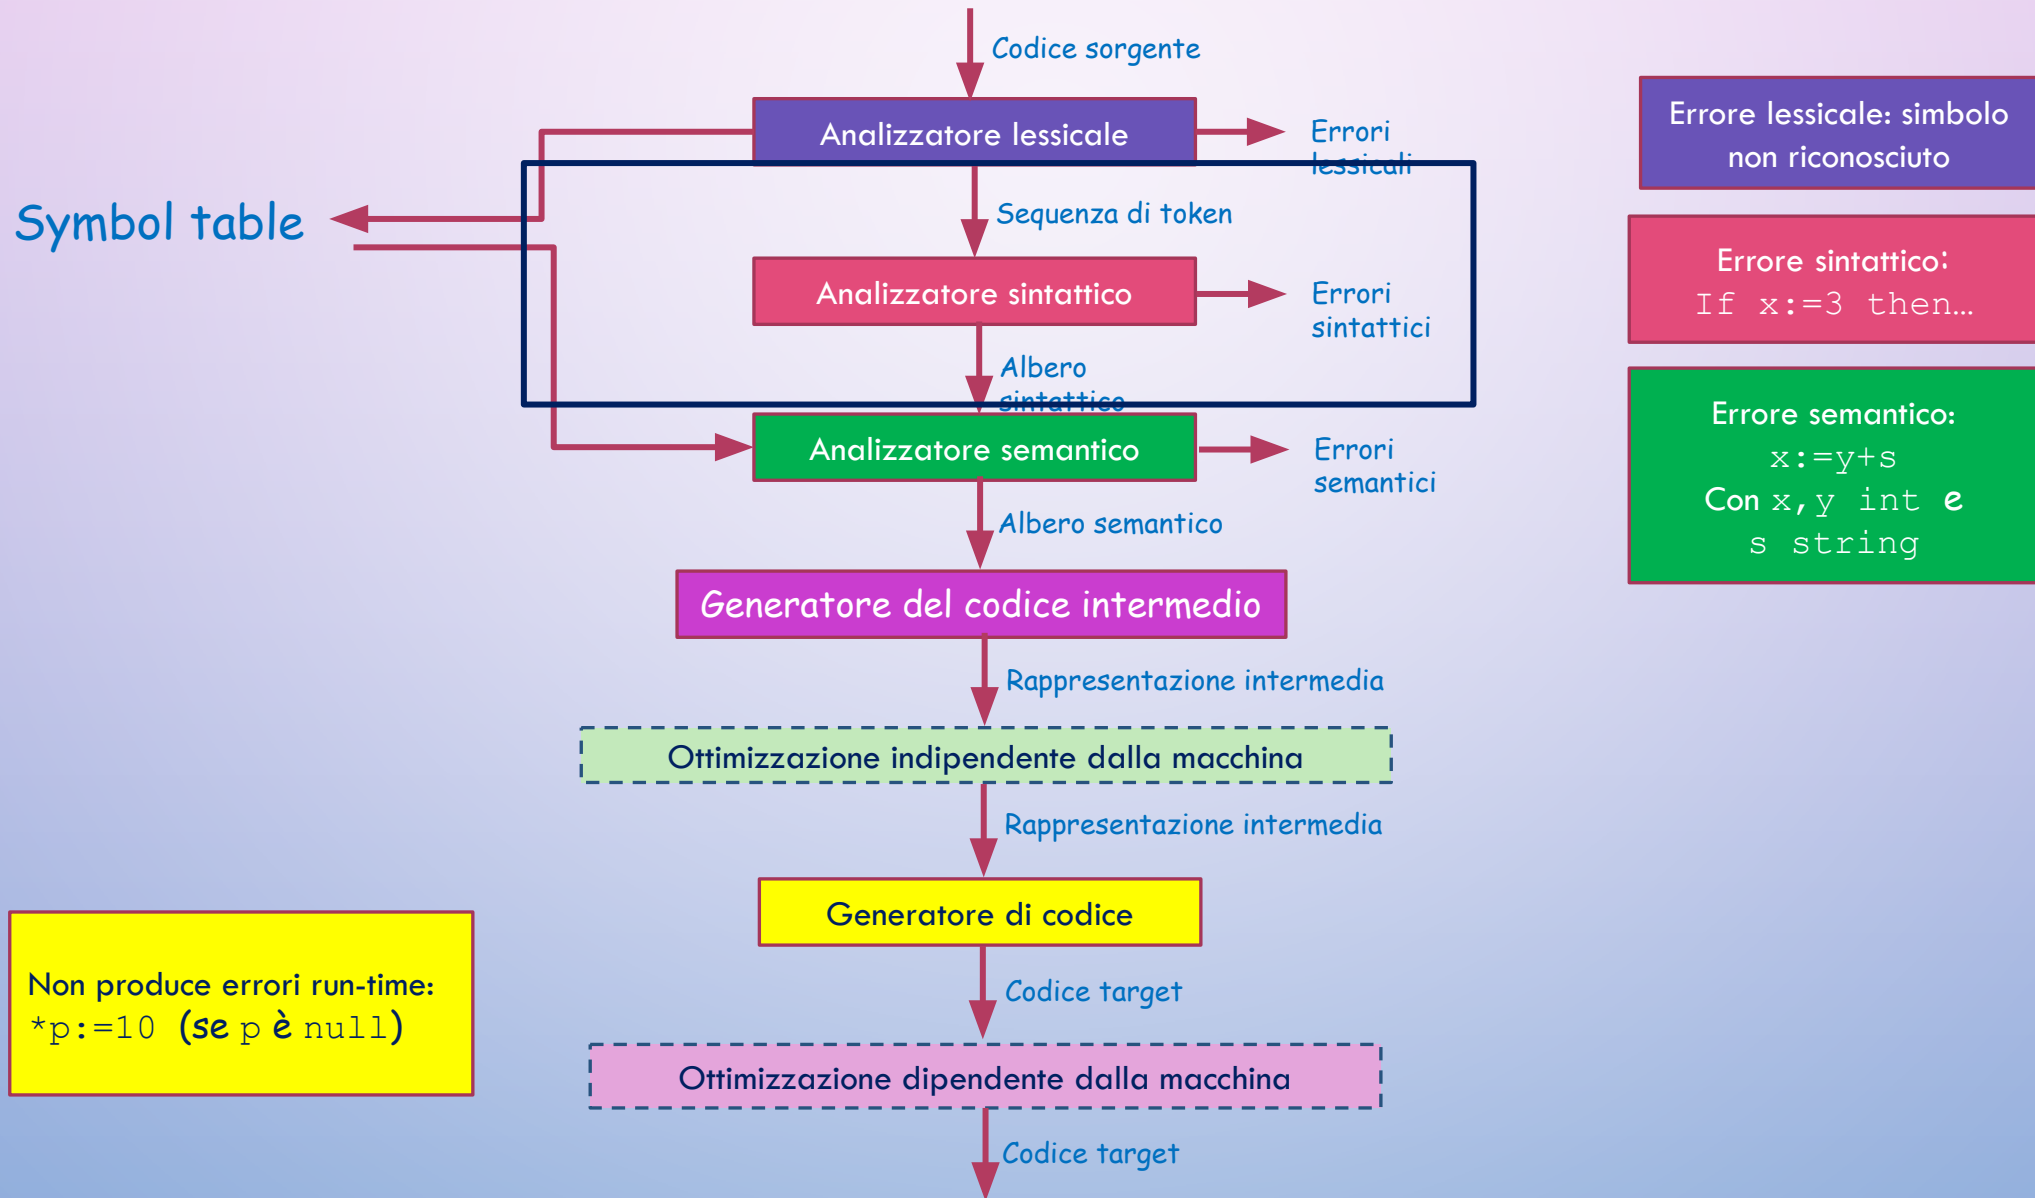 Codice sorgente
Analizzatore lessicale
Errori
lessicali
Errore lessicale: simbolo
non riconosciuto
Symbol table
Sequenza di token
Analizzatore sintattico
Errori
sintattici
Errore sintattico:
If x:=3 then…
Albero
sintattico
Analizzatore semantico
Errori
semantici
Errore semantico:
x:=y+s
Con x,y int e
s string
Albero semantico
Generatore del codice intermedio
Rappresentazione intermedia
Ottimizzazione indipendente dalla macchina
Rappresentazione intermedia
Generatore di codice
Non produce errori run-time:
*p:=10 (se p è null)
Codice target
Ottimizzazione dipendente dalla macchina
Codice target